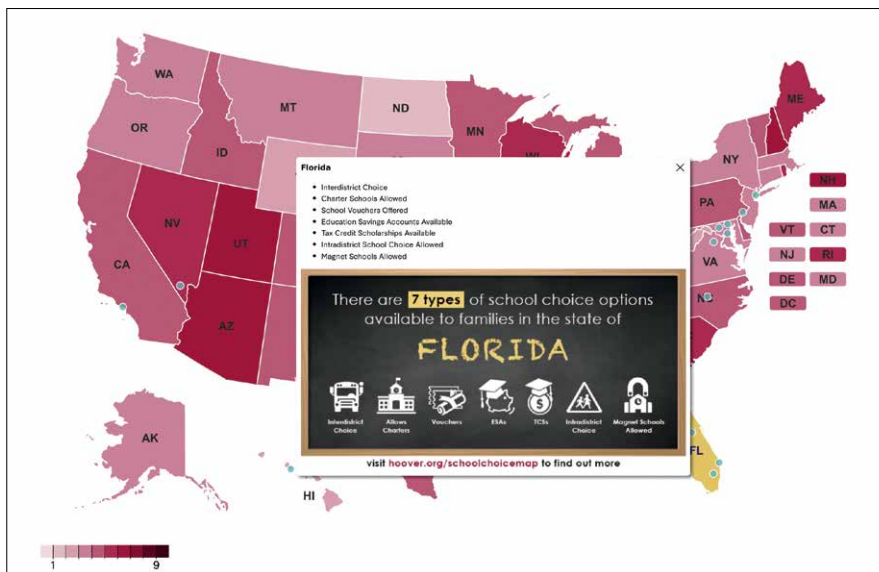 WA
MT
ND
MN
OR
ID
WI
ME
NY
NV
UT
CA
AZ
PA
VA
NH
MA
VT
CT
NJ
RI
DE
MD
DC
Florida
×
• Interdistrict Choice
• Charter Schools Allowed
• School Vouchers Offered
• Education Savings Accounts Available
• Tax Credit Scholarships Available
• Intradistrict School Choice Allowed
• Magnet Schools Allowed
There are 7 types of school choice options
available to families in the state of
FLORIDA
Interdistrict
Choice
Allows
Charters
Vouchers
ESAs
TCSs
Intradistrict
Choice
Magnet Schools
Allowed
visit hoover.org/schoolchoicemap to find out more
AK
HI
FL
1
9